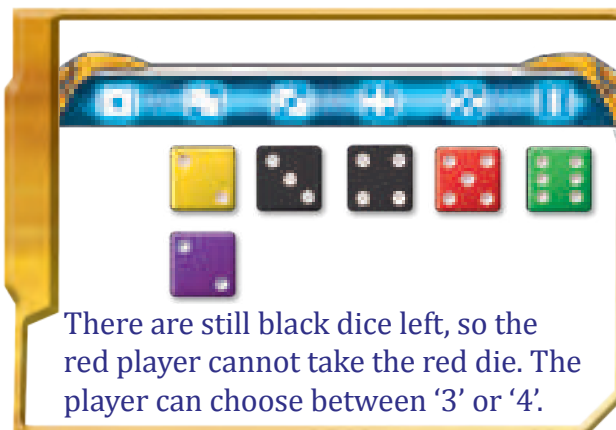 There are still black dice left, so the
red player cannot take the red die. The
player can choose between ‘3’ or ‘4’.